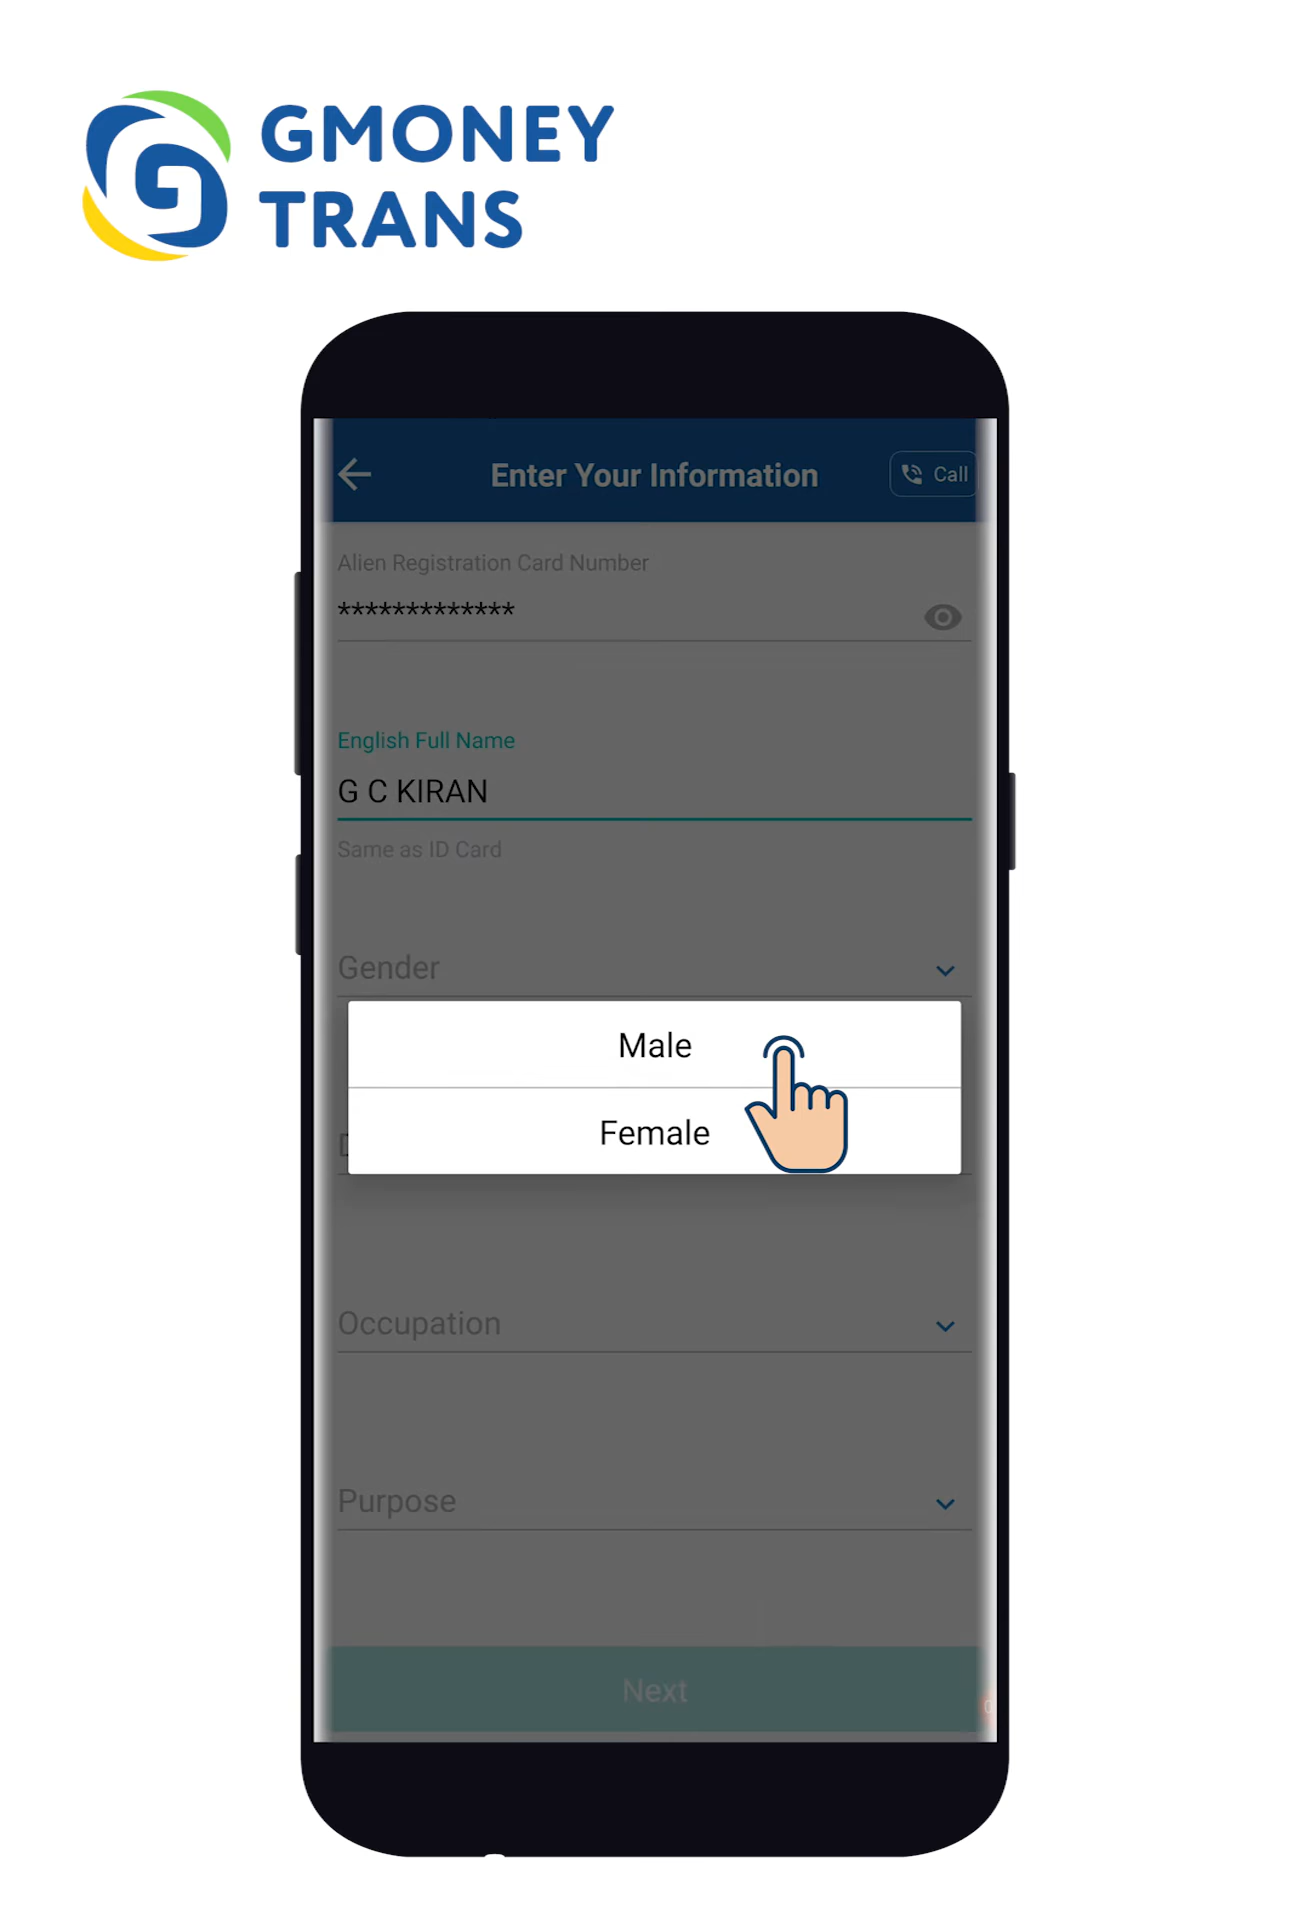 GMONEY
TRANS
Enter Your Information
Call
Alien Registration Card Number
*************
English Full Name
G C KIRAN
Same as ID Card
Gender
Male
Female
Occupation
Purpose
Next